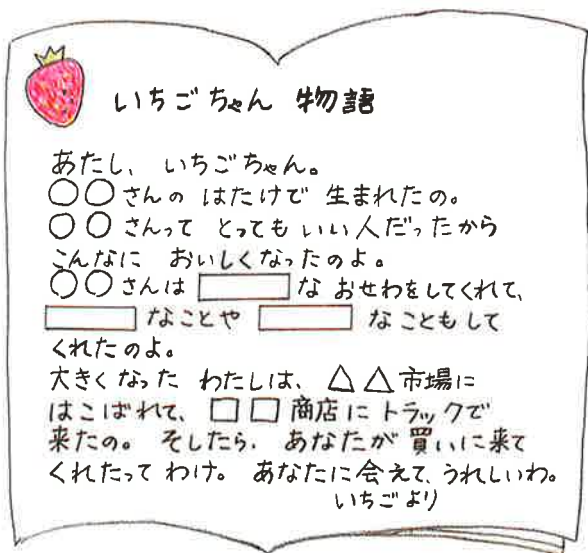 いちごちゃん 物語
あたし、いちごちゃん。
○○さんの はたけで 生まれたの。
○○さんって とっても いい人だったから
こんなに おいしくなったのよ。
○○さんは □ な おせわをしてくれて、
□ なことや □ なこともして
くれたのよ。
大きくなった わたしは、△△市場に
はこばれて、□□商店に トラックで
来たの。そしたら、あなたが 買いに来て
くれたって わけ。あなたに会えて、うれしいわ。
いちごより